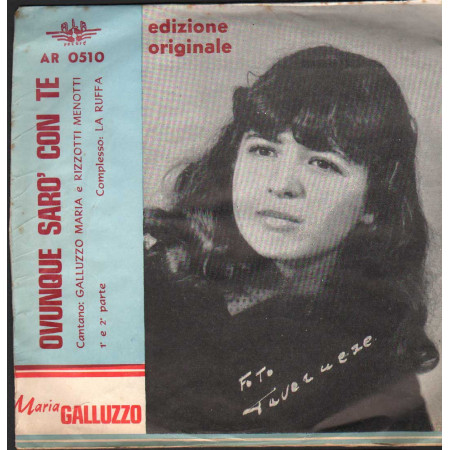 edizione
originale
AR 0510
OVUNQUE SARO' CON TE
Cantano: GALLUZZO MARIA e RIZZOTTI MENOTTI
1ª e 2ª parte
Complesso: LA RUFFA
Maria
GALLUZZO
FOTO